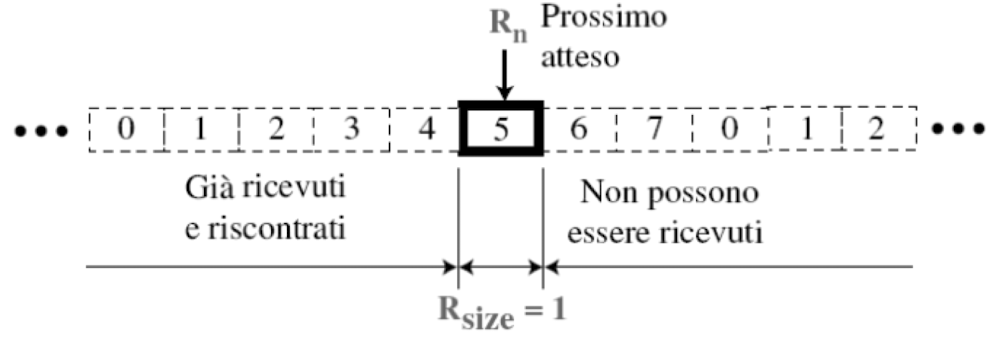 Rn Prossimo
atteso
••• 0 1 2 3 4 5 6 7 0 1 2 •••
Già ricevuti
e riscontrati
Non possono
essere ricevuti
Rsize = 1